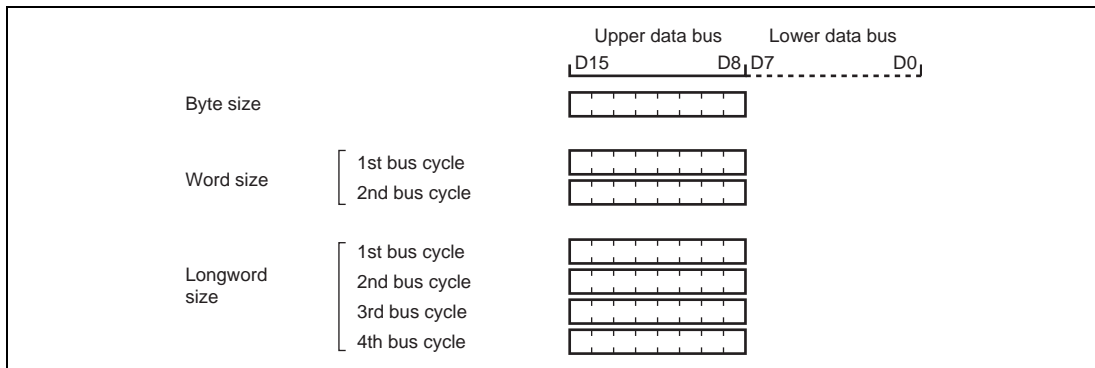 Upper data bus Lower data bus
D15 D8 D7 D0
Byte size
Word size
1st bus cycle
2nd bus cycle
Longword
size
1st bus cycle
2nd bus cycle
3rd bus cycle
4th bus cycle